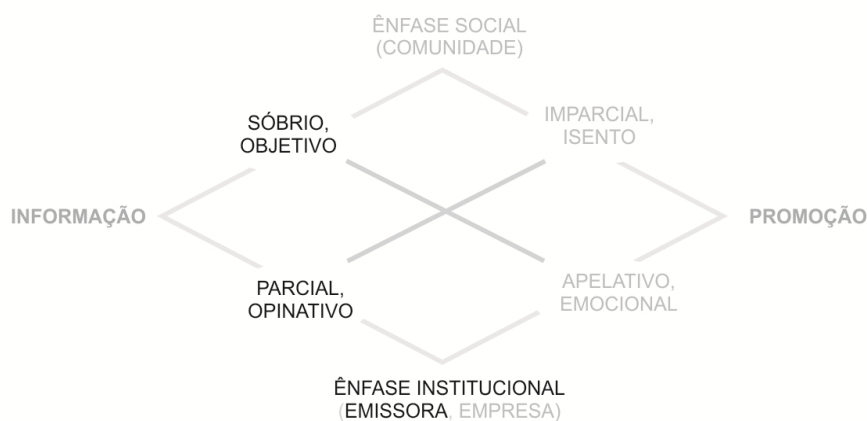 ÊNFASE SOCIAL
(COMUNIDADE)
SÓBRIO,
OBJETIVO
IMPARCIAL,
ISENTO
INFORMAÇÃO
PROMOÇÃO
PARCIAL,
OPINATIVO
APELATIVO,
EMOCIONAL
ÊNFASE INSTITUCIONAL
(EMISSORA, EMPRESA)